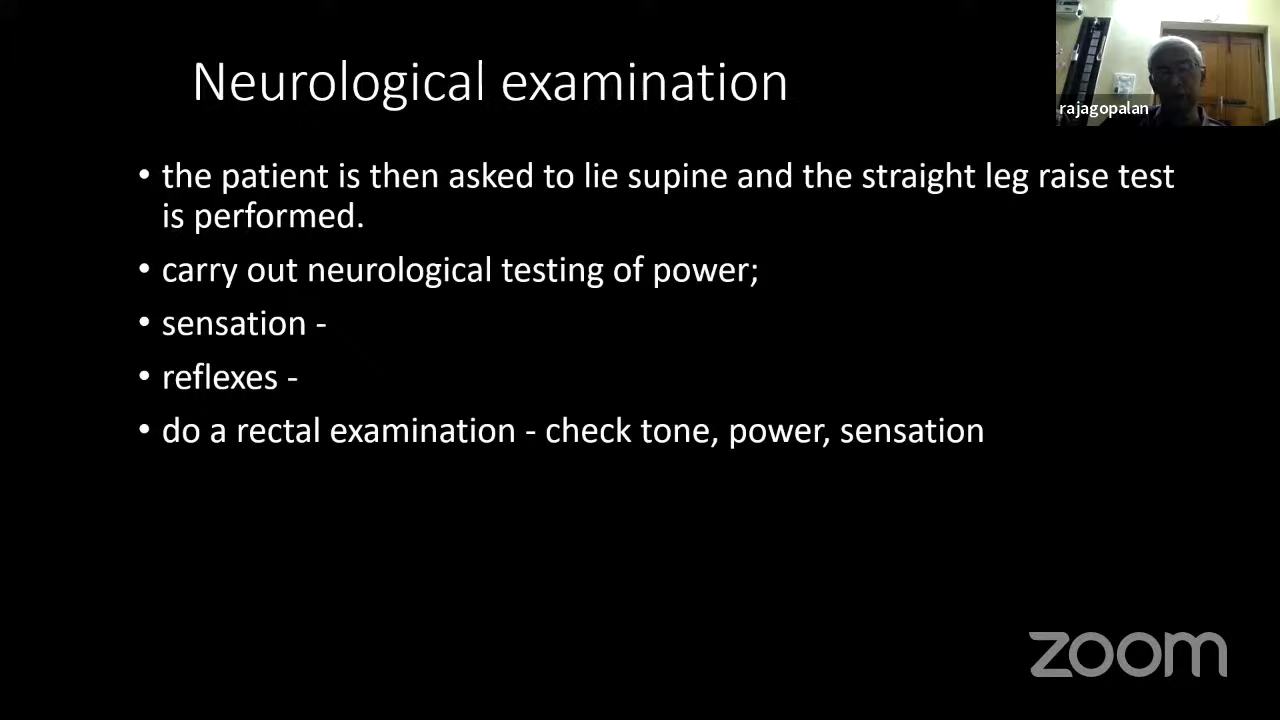 Neurological examination
rajagopalan
• the patient is then asked to lie supine and the straight leg raise test
is performed.
• carry out neurological testing of power;
• sensation -
• reflexes -
• do a rectal examination - check tone, power, sensation
zoom